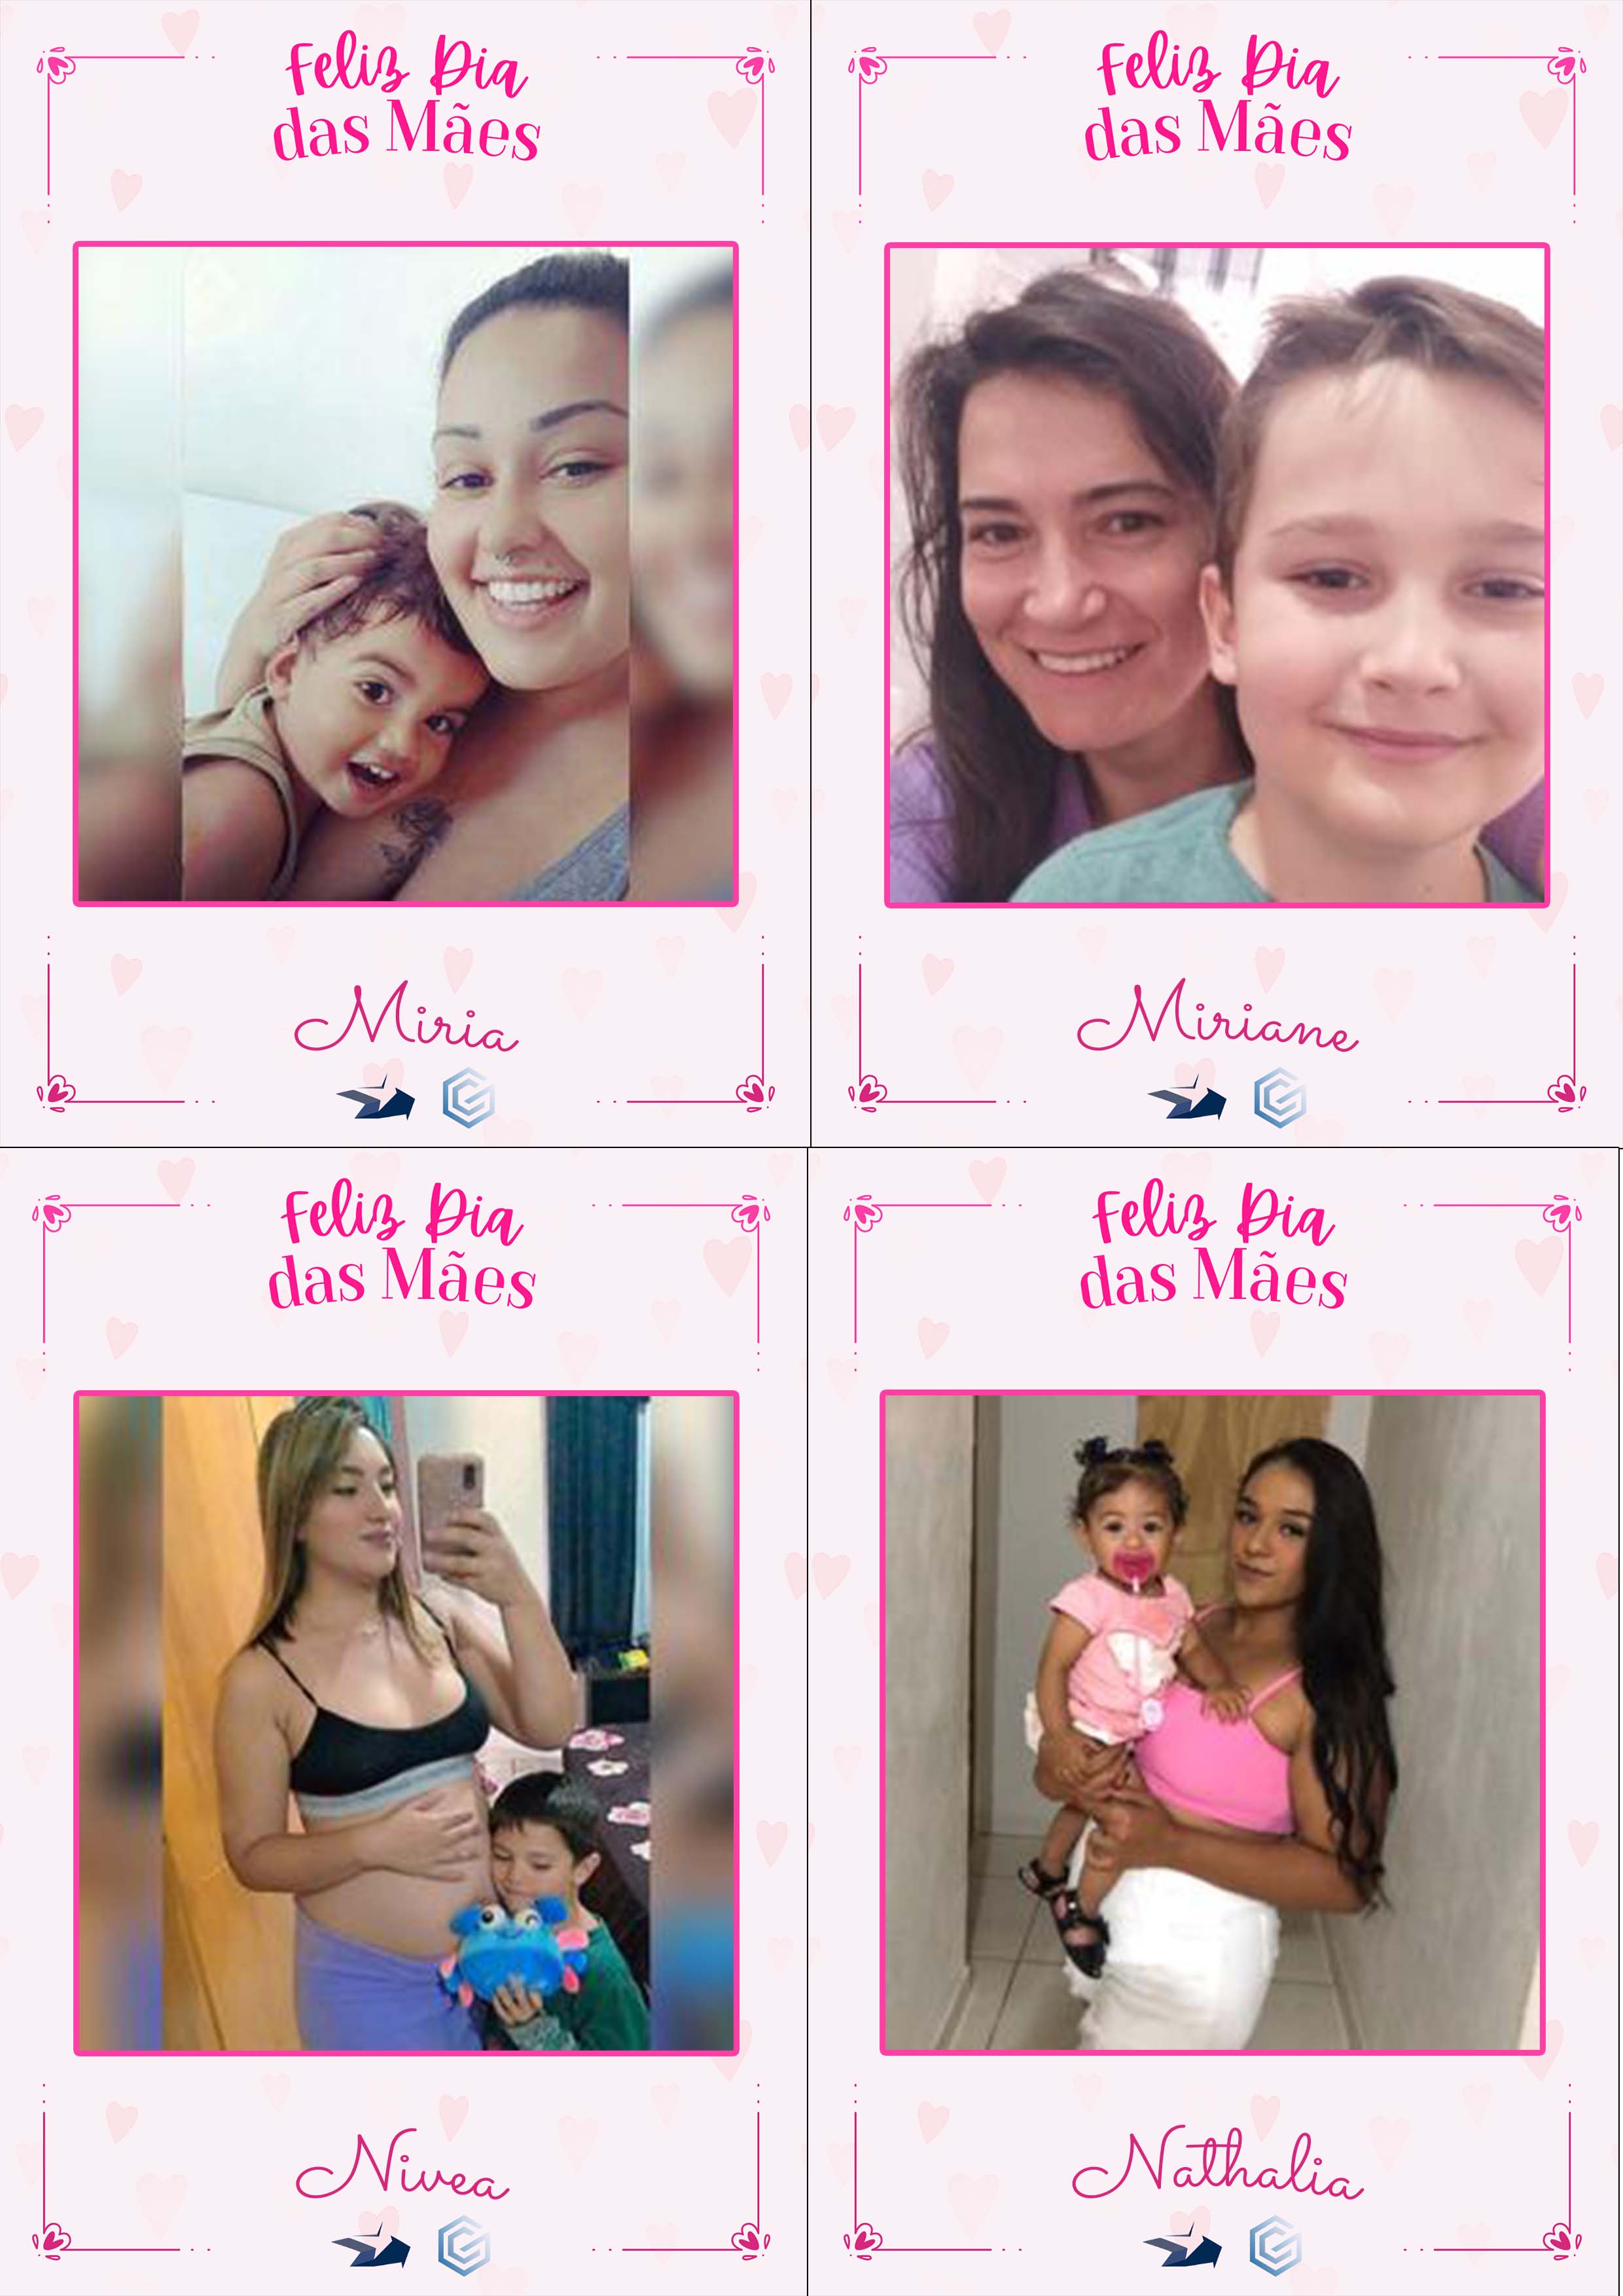 Feliz Dia
das Mães
Miria
Feliz Dia
das Mães
Miriane
Feliz Dia
das Mães
Nivea
Feliz Dia
das Mães
Nathalia